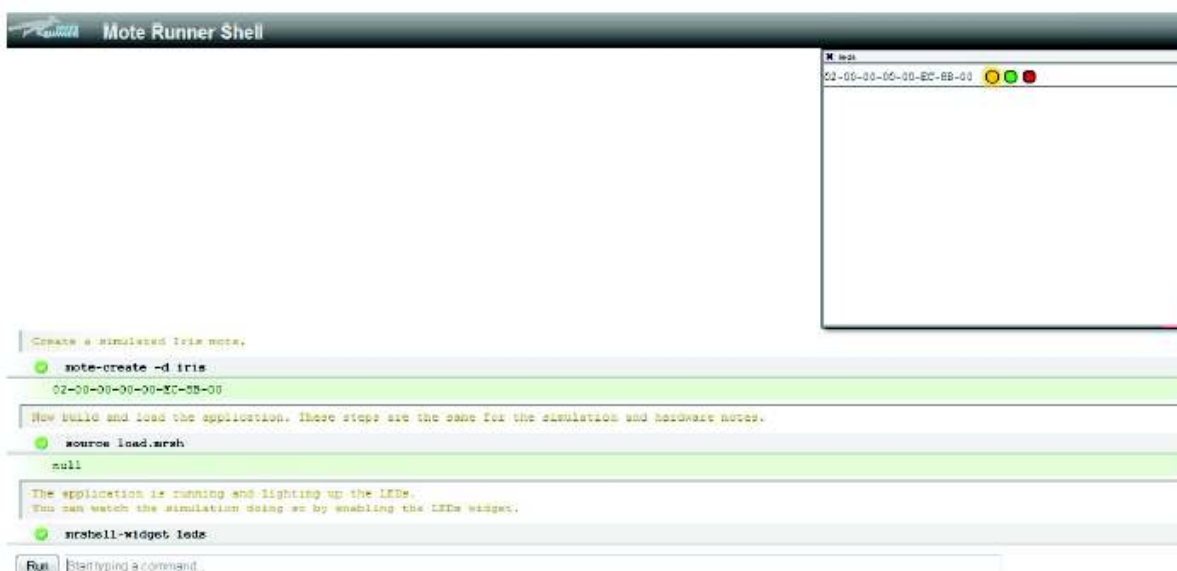 Mote Runner Shell
leds
02-00-00-00-00-EC-8B-00
Create a simulated Iris mote.
mote-create -d iris
02-00-00-00-00-EC-8B-00
Now build and load the application. These steps are the same for the simulation and hardware motes.
source load.mrsh
null
The application is running and lighting up the LEDs.
You can watch the simulation doing so by enabling the LEDs widget.
mrshell-widget leds
Run Start typing a command...